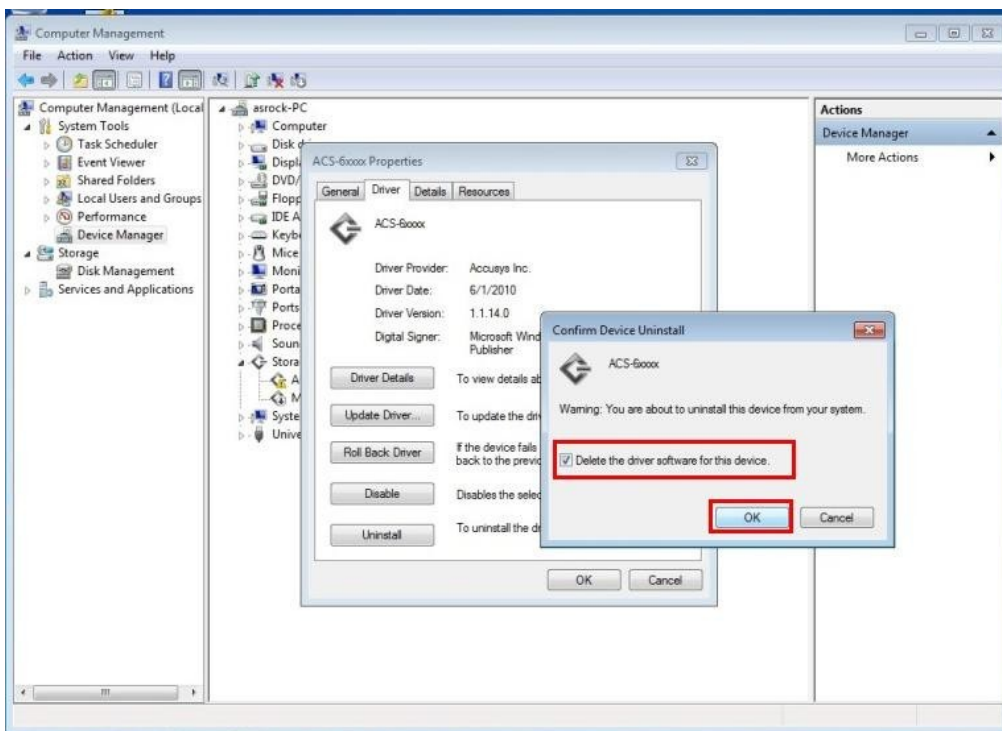 Computer Management
File Action View Help
Computer Management (Local
System Tools
Task Scheduler
Event Viewer
Shared Folders
Local Users and Groups
Performance
Device Manager
Storage
Disk Management
Services and Applications
asrock-PC
Computer
Disk
Displ
DVD/
Flopp
IDE A
Keyb
Mice
Moni
Porta
Ports
Proce
Soun
Stora
A
M
Syste
Unive
ACS-6xxxx Properties
General Driver Details Resources
ACS-6xxxx
Driver Provider: Accusys Inc.
Driver Date: 6/1/2010
Driver Version: 1.1.14.0
Digital Signer: Microsoft Wind
Publisher
Driver Details To view details ab
Update Driver... To update the driv
Roll Back Driver If the device fails
back to the previo
Disable Disables the selec
Uninstall To uninstall the dr
OK Cancel
Confirm Device Uninstall
ACS-6xxxx
Warning: You are about to uninstall this device from your system.
Delete the driver software for this device.
OK Cancel
Actions
Device Manager
More Actions